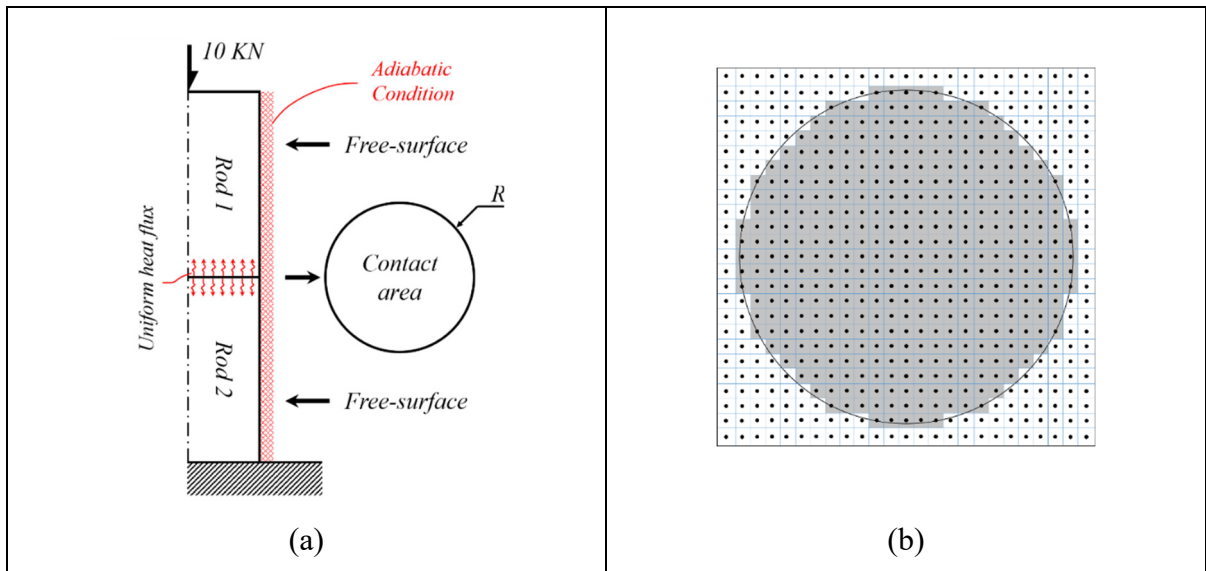 10 KN
Adiabatic
Condition
Free-surface
Rod 1
R
Uniform heat flux
Contact
area
Rod 2
Free-surface
(a)
(b)